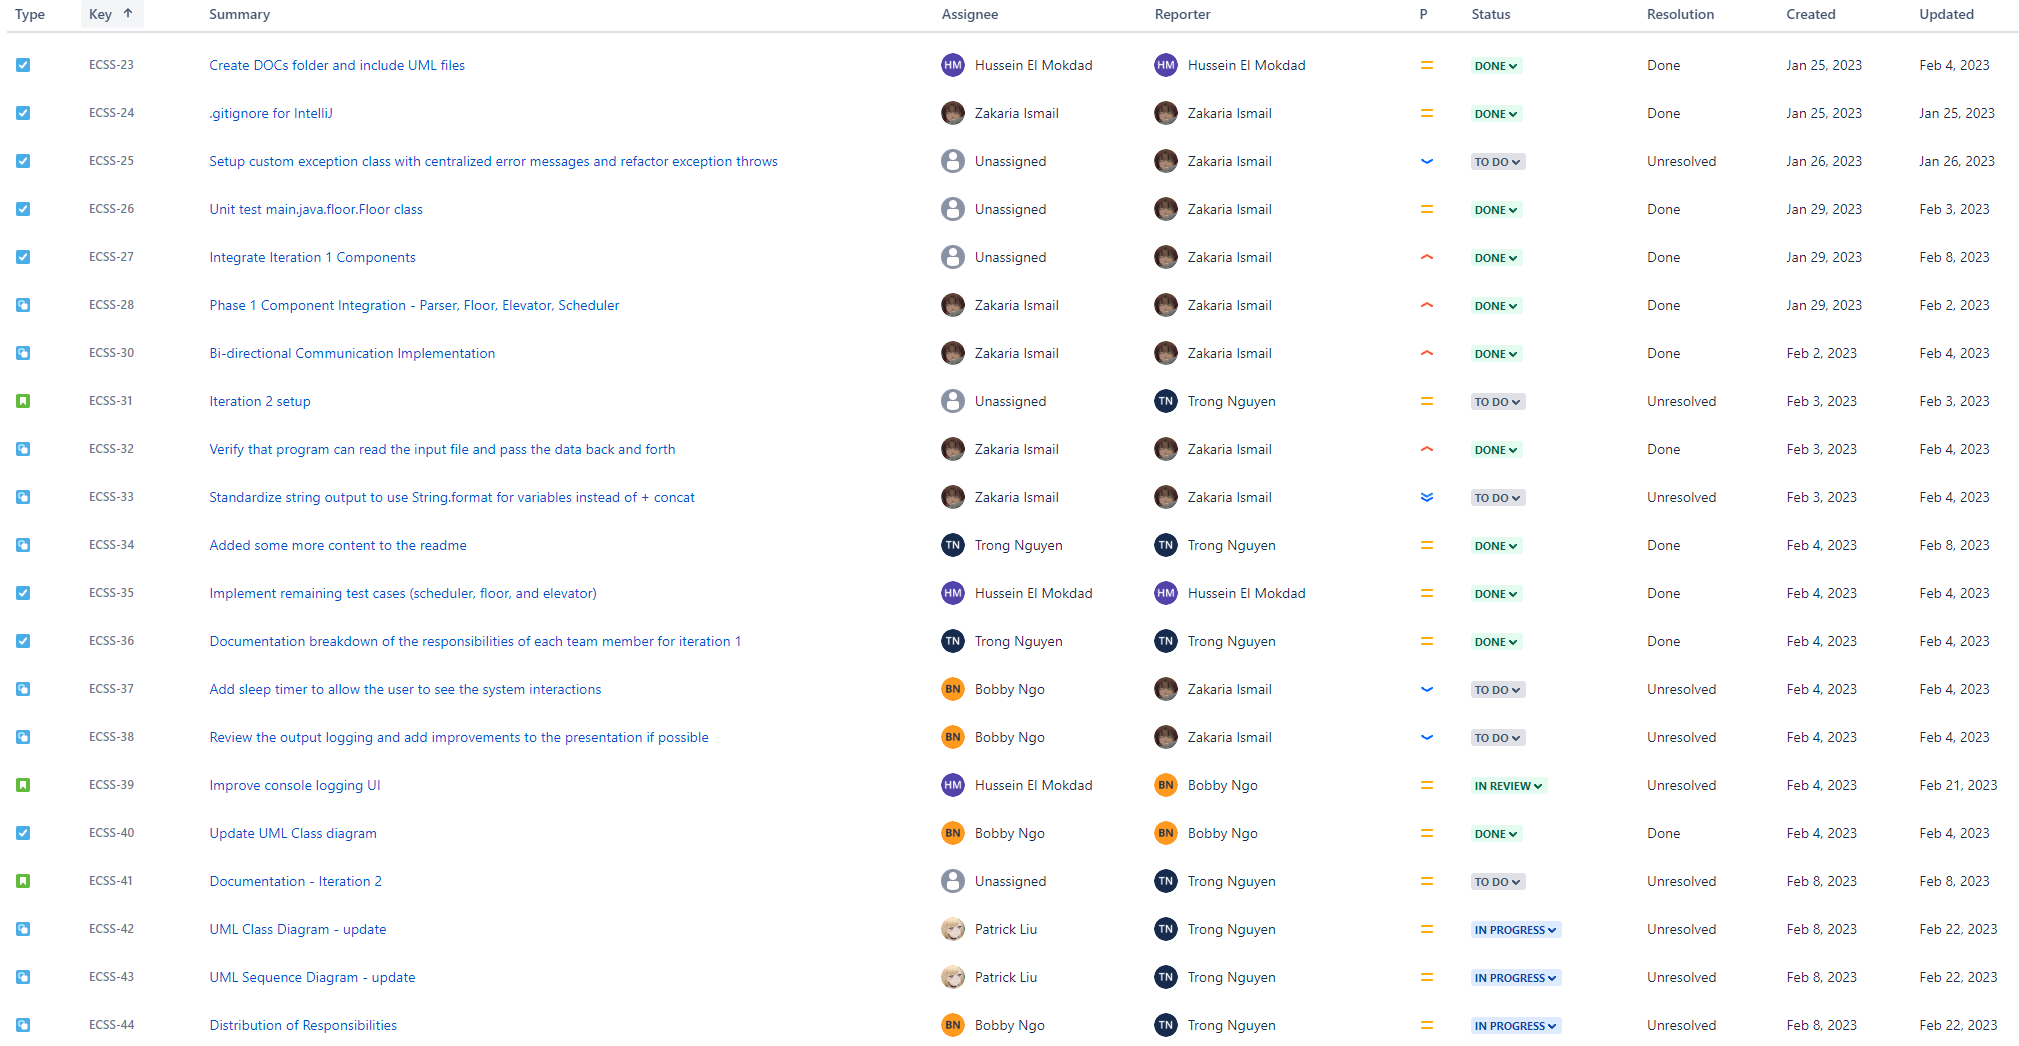 Type Key Summary Assignee Reporter P Status Resolution Created Updated
ECSS-23 Create DOCs folder and include UML files HM Hussein El Mokdad HM Hussein El Mokdad DONE Done Jan 25, 2023 Feb 4, 2023
ECSS-24 .gitignore for IntelliJ Zakaria Ismail Zakaria Ismail DONE Done Jan 25, 2023 Jan 25, 2023
ECSS-25 Setup custom exception class with centralized error messages and refactor exception throws Unassigned Zakaria Ismail TO DO Unresolved Jan 26, 2023 Jan 26, 2023
ECSS-26 Unit test main.java.floor.Floor class Unassigned Zakaria Ismail DONE Done Jan 29, 2023 Feb 3, 2023
ECSS-27 Integrate Iteration 1 Components Unassigned Zakaria Ismail DONE Done Jan 29, 2023 Feb 8, 2023
ECSS-28 Phase 1 Component Integration - Parser, Floor, Elevator, Scheduler Zakaria Ismail Zakaria Ismail DONE Done Jan 29, 2023 Feb 2, 2023
ECSS-30 Bi-directional Communication Implementation Zakaria Ismail Zakaria Ismail DONE Done Feb 2, 2023 Feb 4, 2023
ECSS-31 Iteration 2 setup Unassigned TN Trong Nguyen TO DO Unresolved Feb 3, 2023 Feb 3, 2023
ECSS-32 Verify that program can read the input file and pass the data back and forth Zakaria Ismail Zakaria Ismail DONE Done Feb 3, 2023 Feb 4, 2023
ECSS-33 Standardize string output to use String.format for variables instead of + concat Zakaria Ismail Zakaria Ismail TO DO Unresolved Feb 3, 2023 Feb 4, 2023
ECSS-34 Added some more content to the readme TN Trong Nguyen TN Trong Nguyen DONE Done Feb 4, 2023 Feb 8, 2023
ECSS-35 Implement remaining test cases (scheduler, floor, and elevator) HM Hussein El Mokdad HM Hussein El Mokdad DONE Done Feb 4, 2023 Feb 4, 2023
ECSS-36 Documentation breakdown of the responsibilities of each team member for iteration 1 TN Trong Nguyen TN Trong Nguyen DONE Done Feb 4, 2023 Feb 4, 2023
ECSS-37 Add sleep timer to allow the user to see the system interactions BN Bobby Ngo Zakaria Ismail TO DO Unresolved Feb 4, 2023 Feb 4, 2023
ECSS-38 Review the output logging and add improvements to the presentation if possible BN Bobby Ngo Zakaria Ismail TO DO Unresolved Feb 4, 2023 Feb 4, 2023
ECSS-39 Improve console logging UI HM Hussein El Mokdad BN Bobby Ngo IN REVIEW Unresolved Feb 4, 2023 Feb 21, 2023
ECSS-40 Update UML Class diagram BN Bobby Ngo BN Bobby Ngo DONE Done Feb 4, 2023 Feb 4, 2023
ECSS-41 Documentation - Iteration 2 Unassigned TN Trong Nguyen TO DO Unresolved Feb 8, 2023 Feb 8, 2023
ECSS-42 UML Class Diagram - update Patrick Liu TN Trong Nguyen IN PROGRESS Unresolved Feb 8, 2023 Feb 22, 2023
ECSS-43 UML Sequence Diagram - update Patrick Liu TN Trong Nguyen IN PROGRESS Unresolved Feb 8, 2023 Feb 22, 2023
ECSS-44 Distribution of Responsibilities BN Bobby Ngo TN Trong Nguyen IN PROGRESS Unresolved Feb 8, 2023 Feb 22, 2023